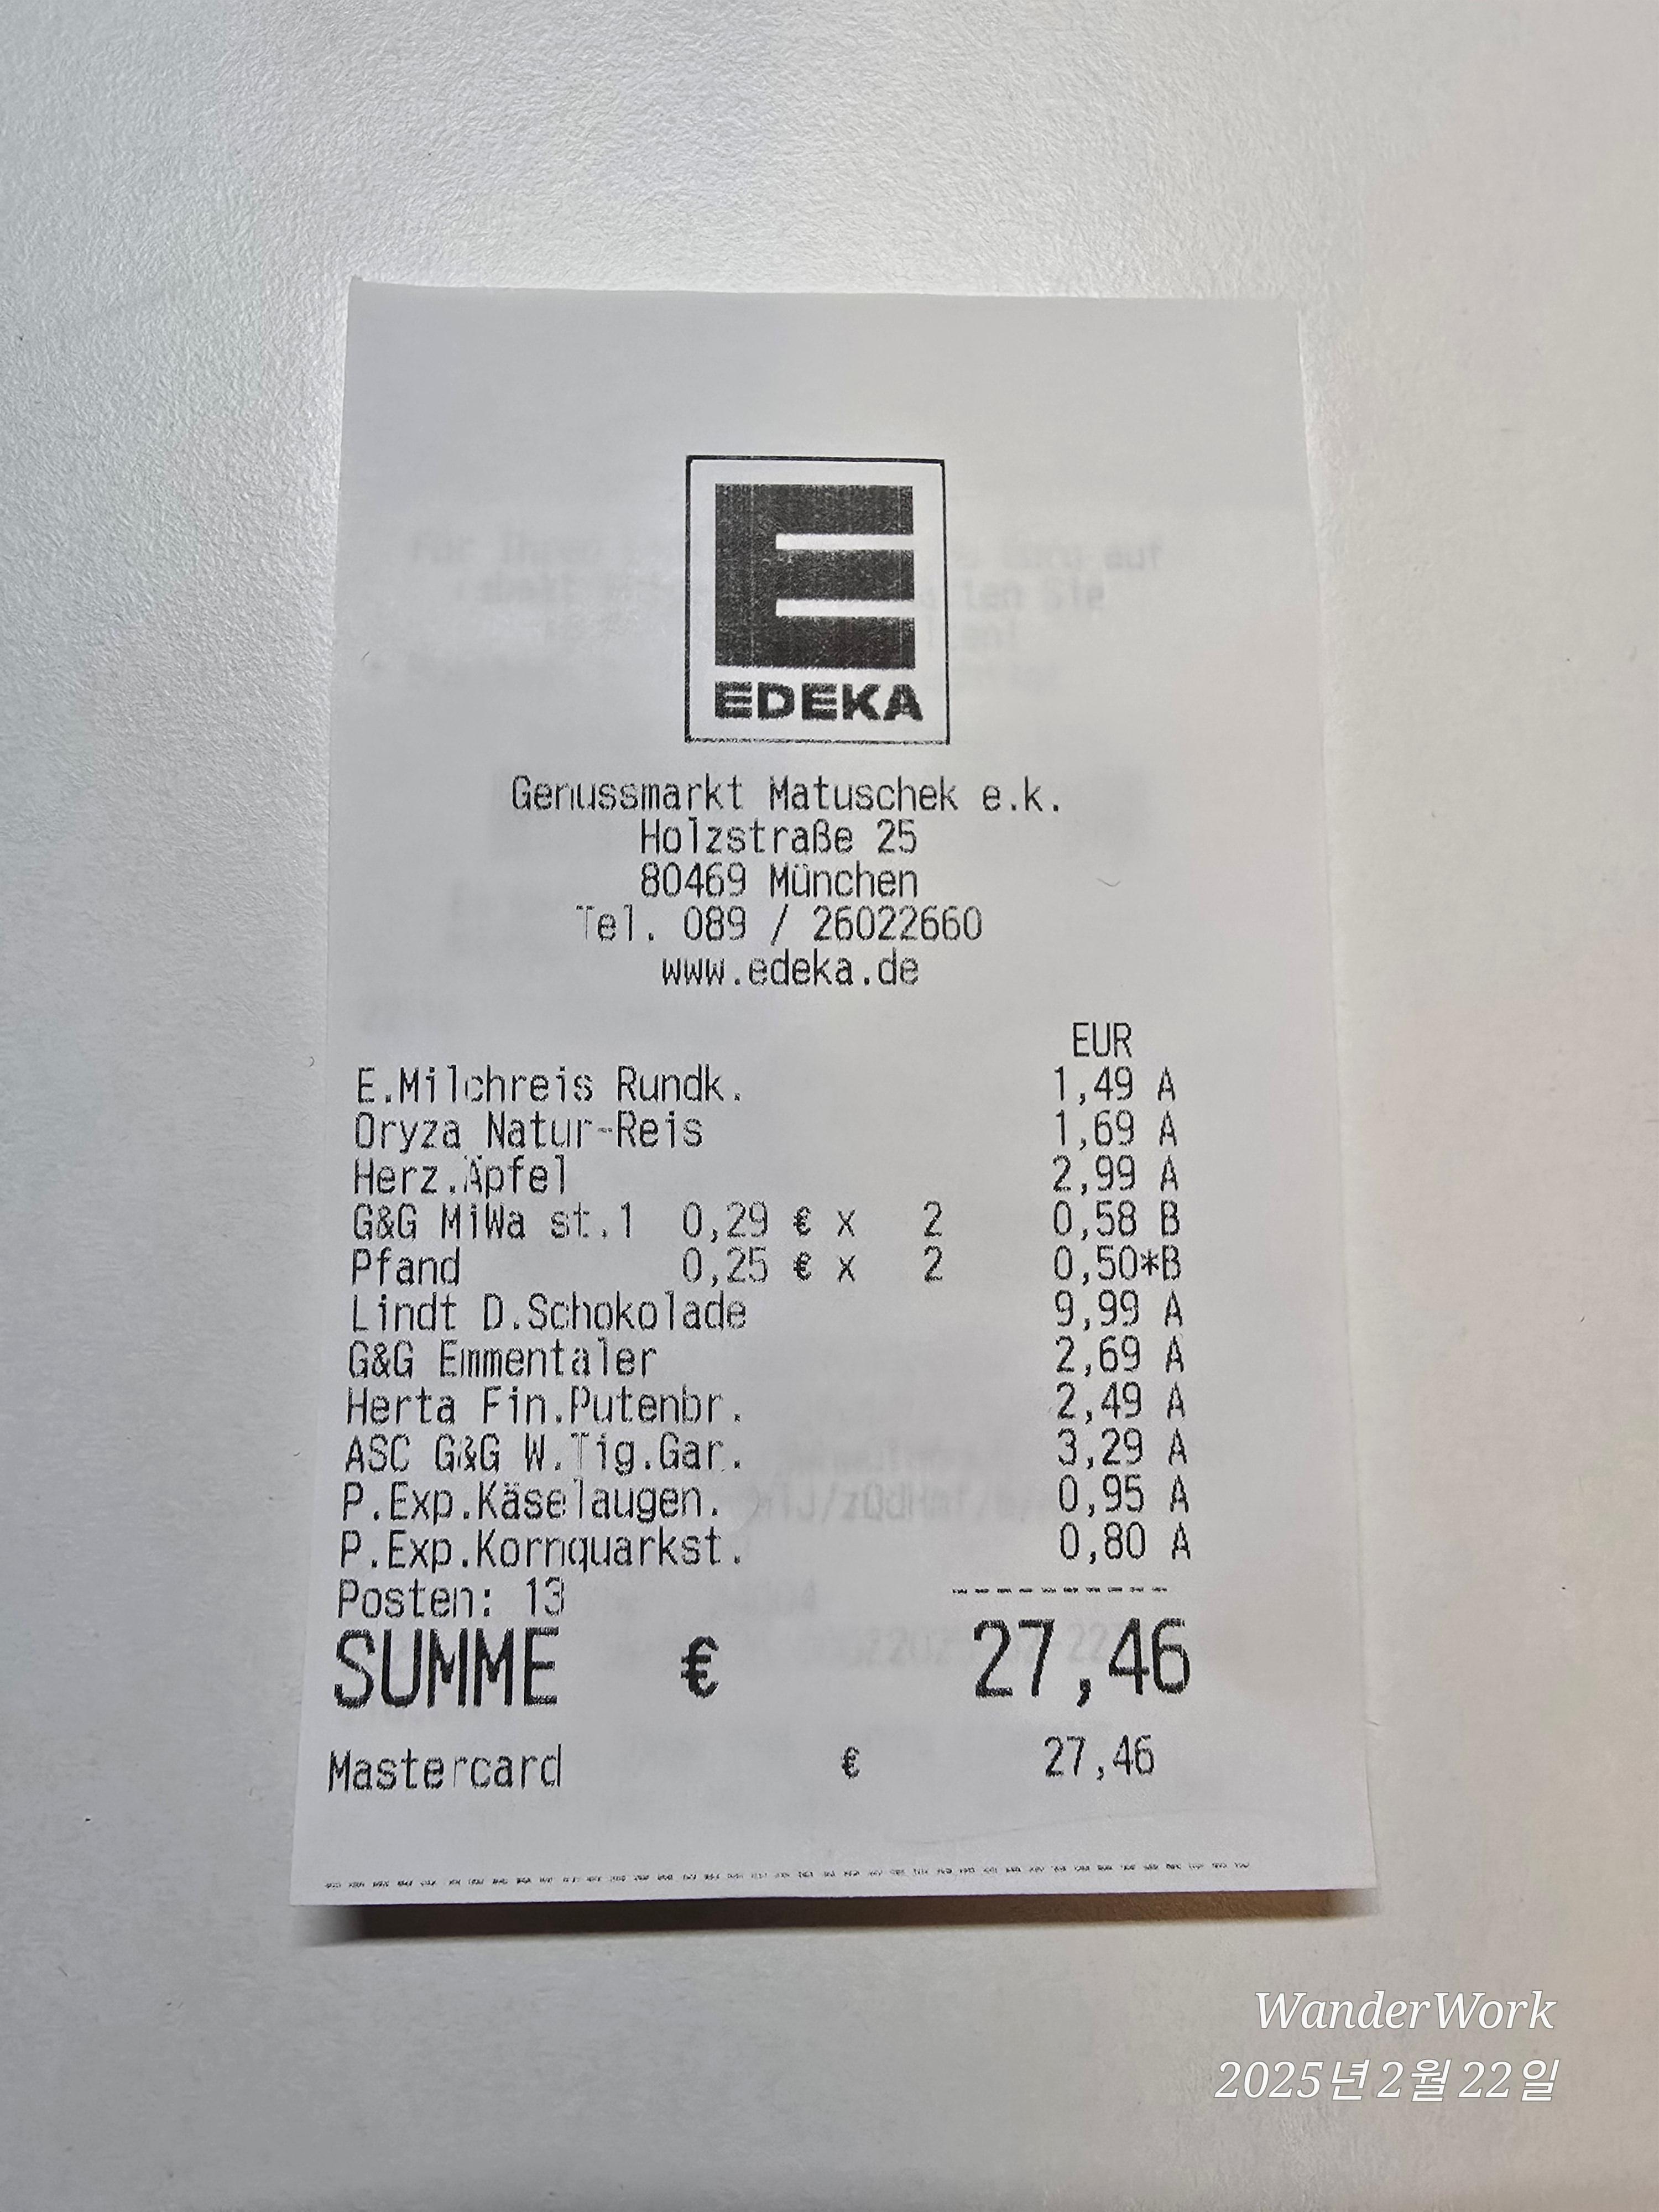 EDEKA
Genussmarkt Matuschek e.k.
Holzstraße 25
80469 München
Tel. 089 / 26022660
www.edeka.de
EUR
E.Milchreis Rundk. 1,49 A
Oryza Natur-Reis 1,69 A
Herz.Äpfel 2,99 A
G&G MiWa st.1 0,29 € x 2 0,58 B
Pfand 0,25 € x 2 0,50*B
Lindt D.Schokolade 9,99 A
G&G Emmentaler 2,69 A
Herta Fin.Putenbr. 2,49 A
ASC G&G W.Tig.Gar. 3,29 A
P.Exp.Käselaugen. 0,95 A
P.Exp.Kornquarkst. 0,80 A
Posten: 13
SUMME € 27,46
Mastercard € 27,46
WanderWork
2025년 2월 22일